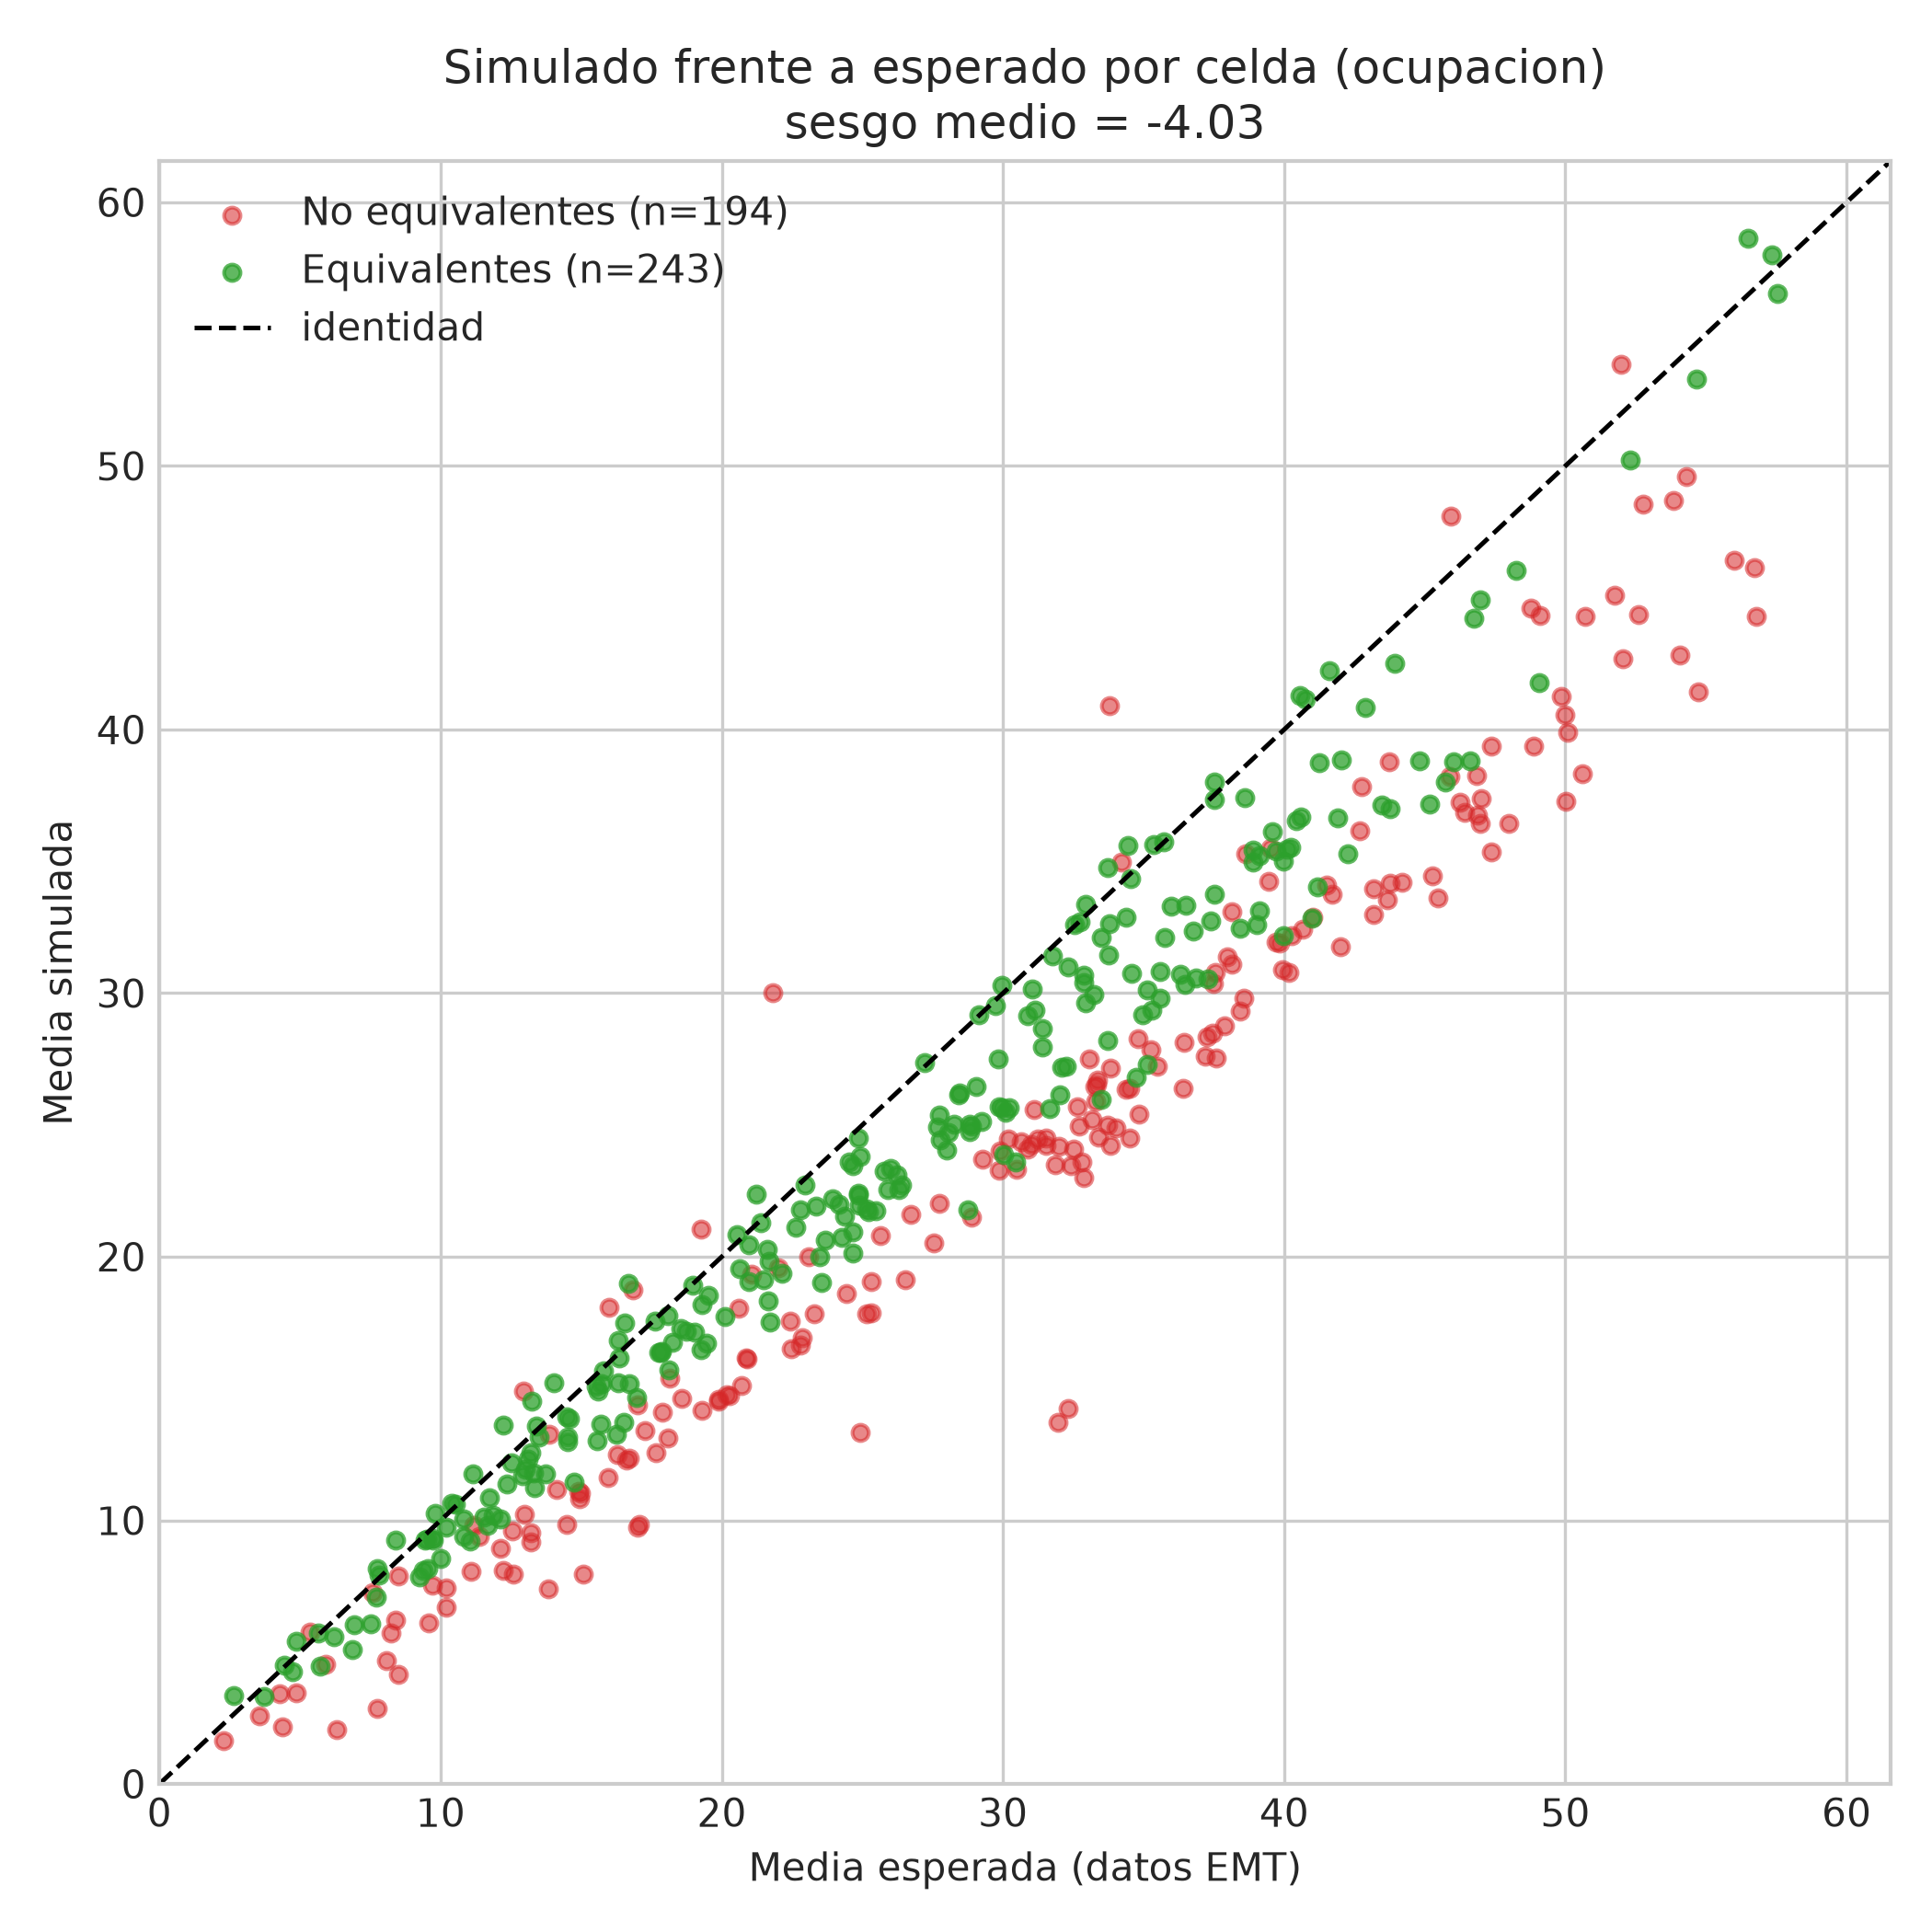 Simulado frente a esperado por celda (ocupacion)
sesgo medio = -4.03
No equivalentes (n=194)
Equivalentes (n=243)
identidad
60
50
40
30
20
10
0
Media simulada
0 10 20 30 40 50 60
Media esperada (datos EMT)